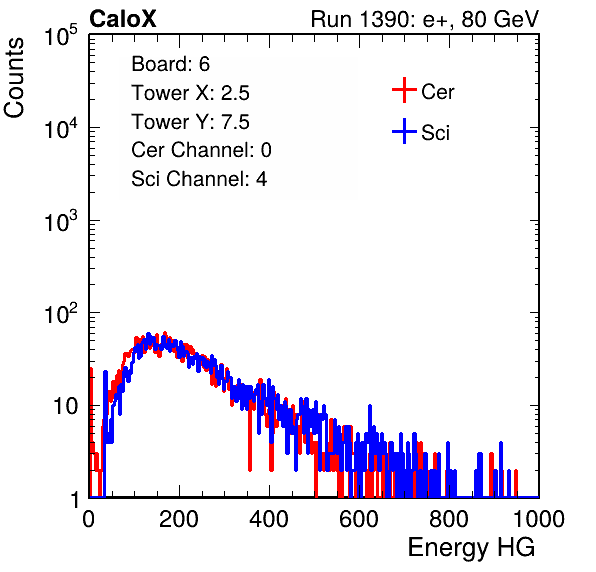 CaloX Run 1390: e+, 80 GeV
Counts
Board: 6
Tower X: 2.5
Tower Y: 7.5
Cer Channel: 0
Sci Channel: 4
Cer
Sci
10^5
10^4
10^3
10^2
10
1
0 200 400 600 800 1000
Energy HG